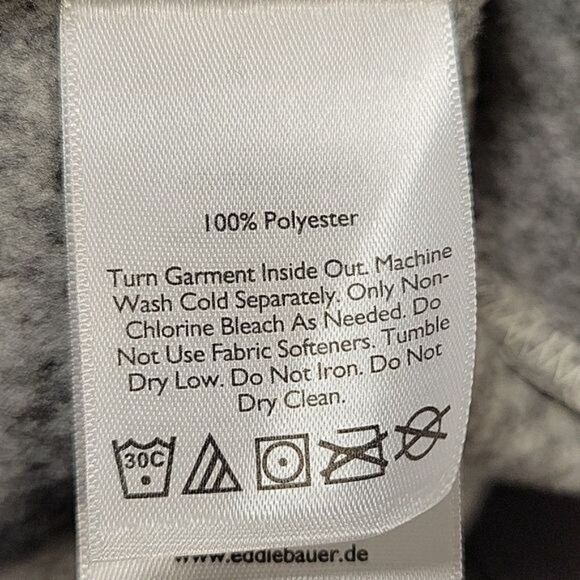 100% Polyester
Turn Garment Inside Out. Machine
Wash Cold Separately. Only Non-
Chlorine Bleach As Needed. Do
Not Use Fabric Softeners. Tumble
Dry Low. Do Not Iron. Do Not
Dry Clean.
30C
www.eddiebauer.de